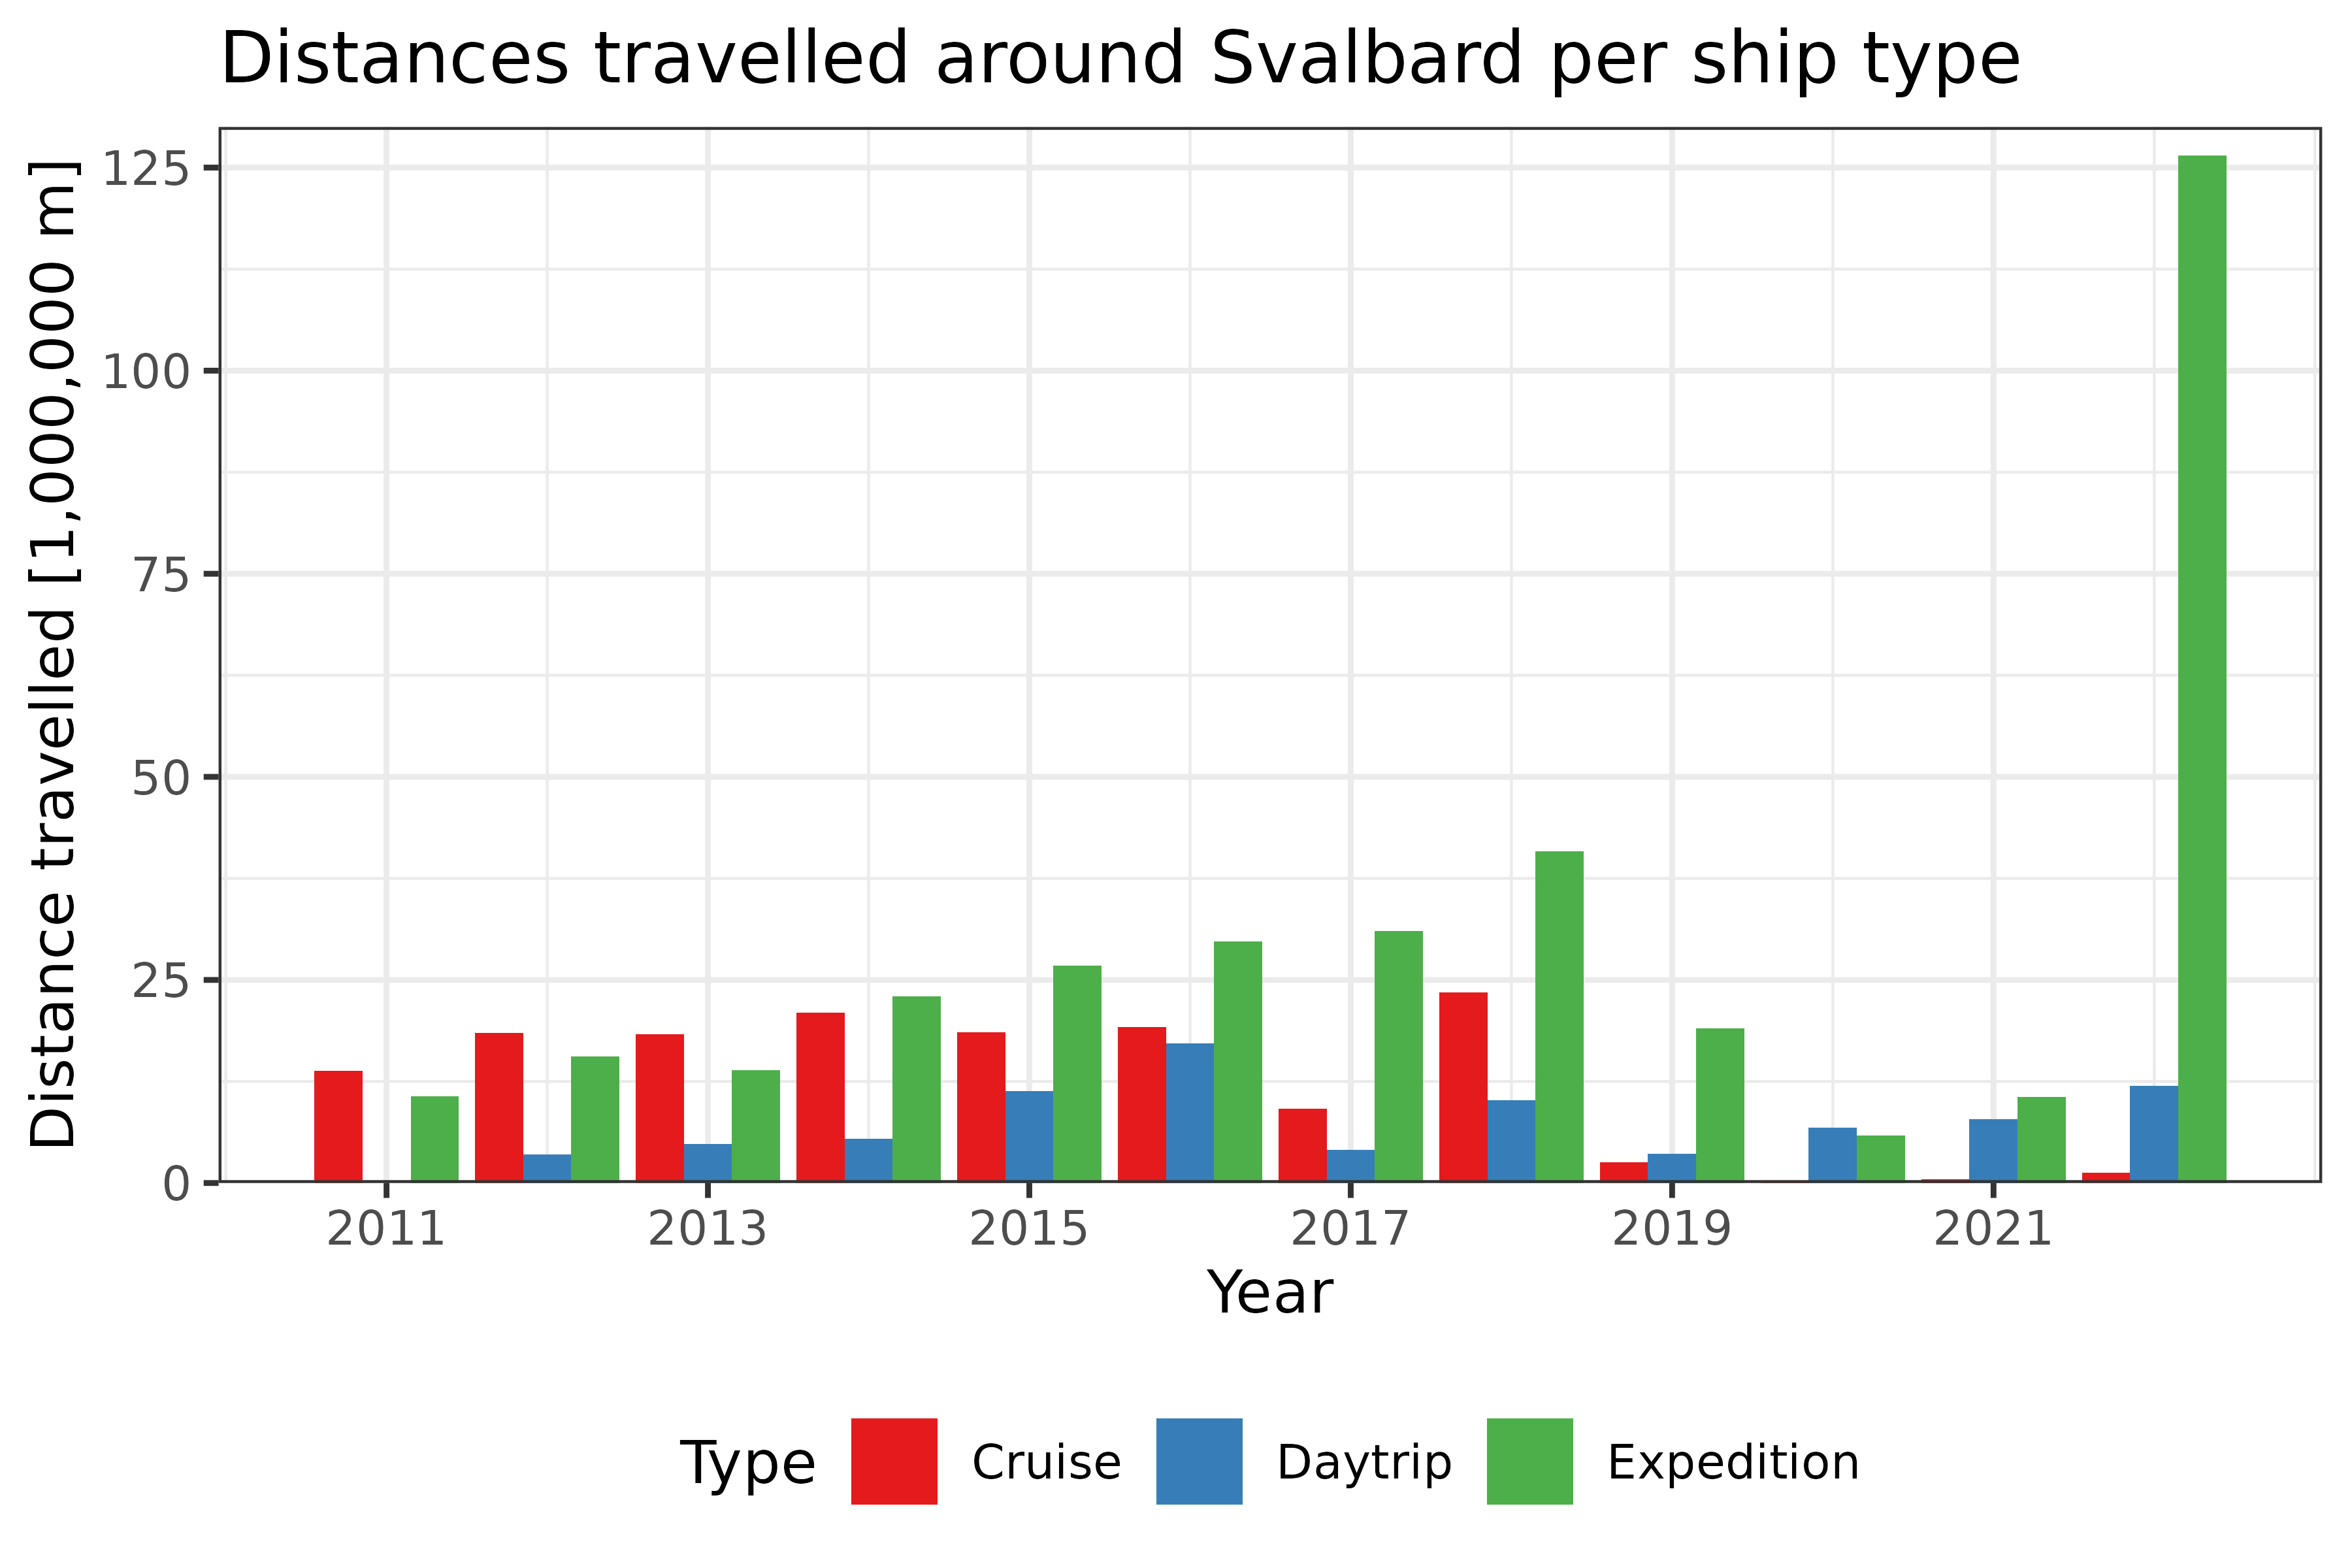 Distances travelled around Svalbard per ship type
Distance travelled [1,000,000 m]
125
100
75
50
25
0
2011 2013 2015 2017 2019 2021
Year
Type Cruise Daytrip Expedition